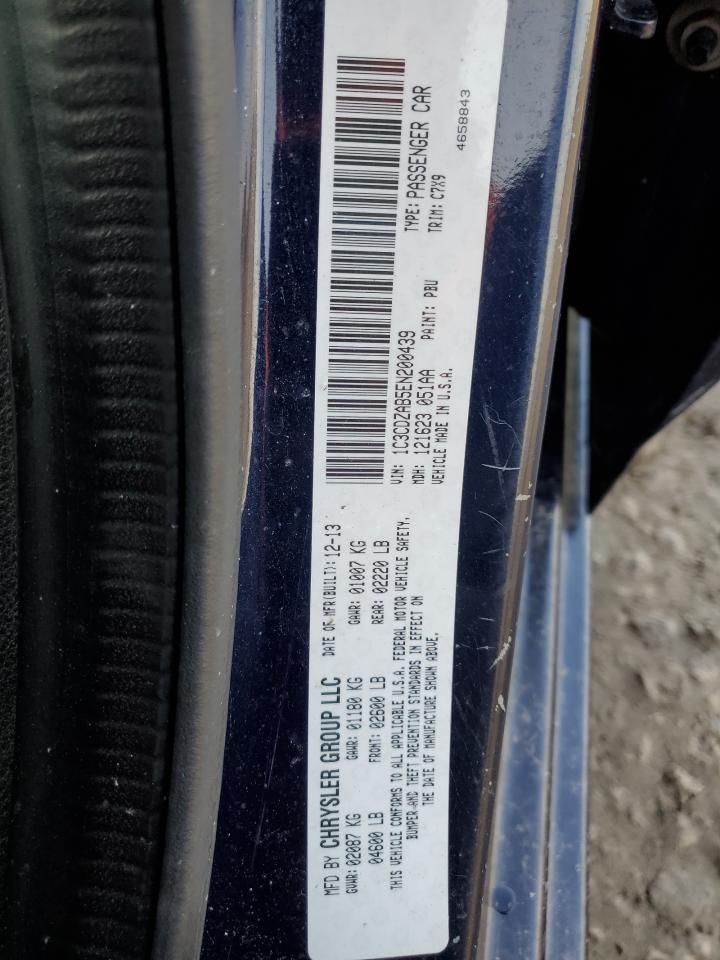 MFD BY CHRYSLER GROUP LLC DATE OF MFR(BUILT): 12-13
GVWR: 02087 KG GAWR: 01180 KG GAWR: 01007 KG
04600 LB FRONT: 02600 LB REAR: 02220 LB
THIS VEHICLE CONFORMS TO ALL APPLICABLE U.S.A. FEDERAL MOTOR VEHICLE SAFETY,
BUMPER AND THEFT PREVENTION STANDARDS IN EFFECT ON
THE DATE OF MANUFACTURE SHOWN ABOVE.
VIN: 1C3CDZAB5EN200439 TYPE: PASSENGER CAR
MDH: 121623 051AA PAINT: PBU TRIM: C7X9
VEHICLE MADE IN U.S.A.
4658843